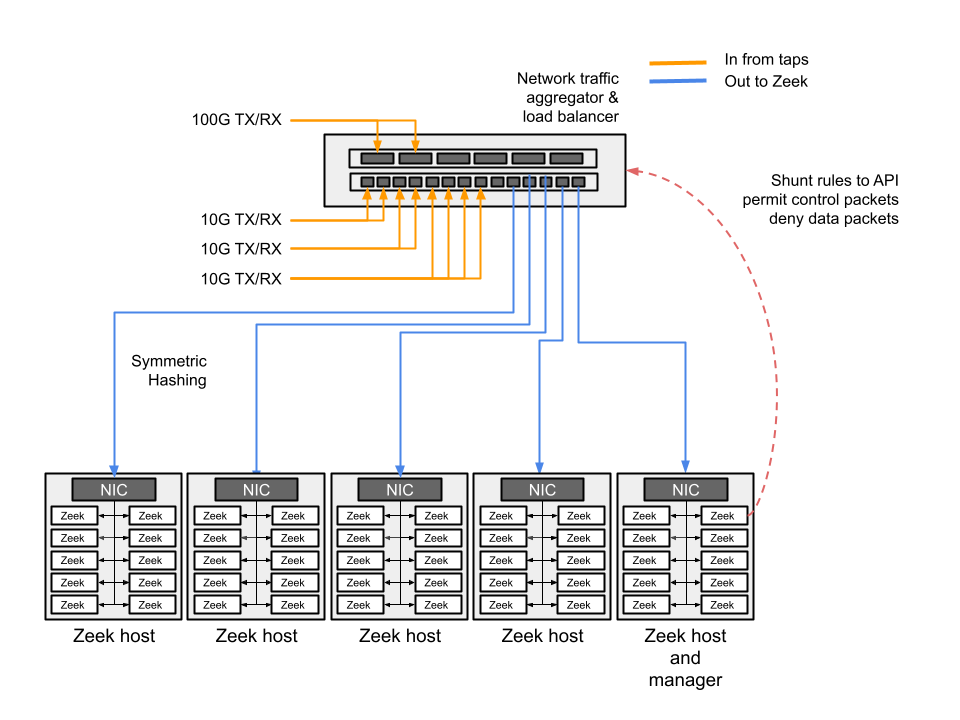 In from taps
Out to Zeek
Network traffic
aggregator &
load balancer
100G TX/RX
Shunt rules to API
permit control packets
deny data packets
10G TX/RX
10G TX/RX
10G TX/RX
Symmetric
Hashing
NIC NIC NIC NIC NIC
Zeek Zeek Zeek Zeek Zeek Zeek Zeek Zeek Zeek Zeek
Zeek Zeek Zeek Zeek Zeek Zeek Zeek Zeek Zeek Zeek
Zeek Zeek Zeek Zeek Zeek Zeek Zeek Zeek Zeek Zeek
Zeek Zeek Zeek Zeek Zeek Zeek Zeek Zeek Zeek Zeek
Zeek Zeek Zeek Zeek Zeek Zeek Zeek Zeek Zeek Zeek
Zeek host
Zeek host
Zeek host
Zeek host
Zeek host
and
manager